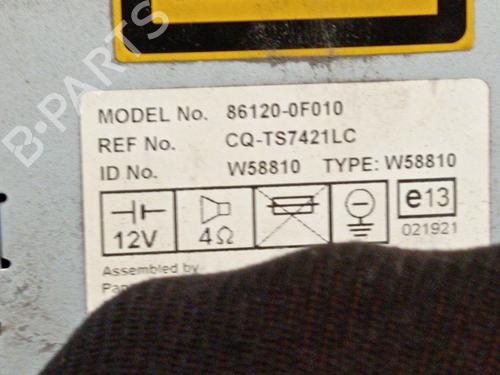 B-PARTS
MODEL No. 86120-0F010
REF No. CQ-TS7421LC
ID No. W58810 TYPE: W58810
12V 4Ω e13
021921
Assembled by